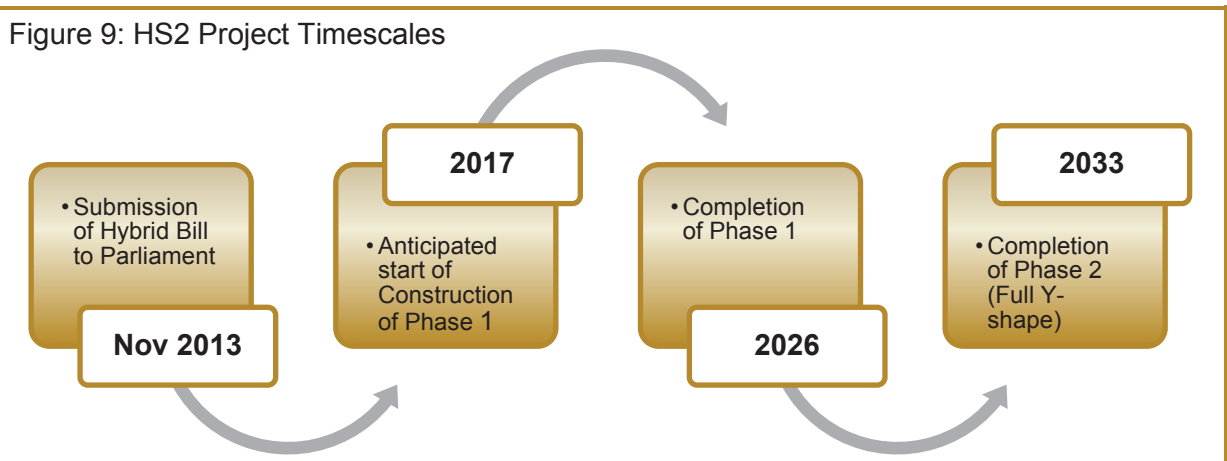 Figure 9: HS2 Project Timescales
• Submission
of Hybrid Bill
to Parliament
Nov 2013
2017
• Anticipated
start of
Construction
of Phase 1
• Completion
of Phase 1
2026
2033
• Completion
of Phase 2
(Full Y-
shape)